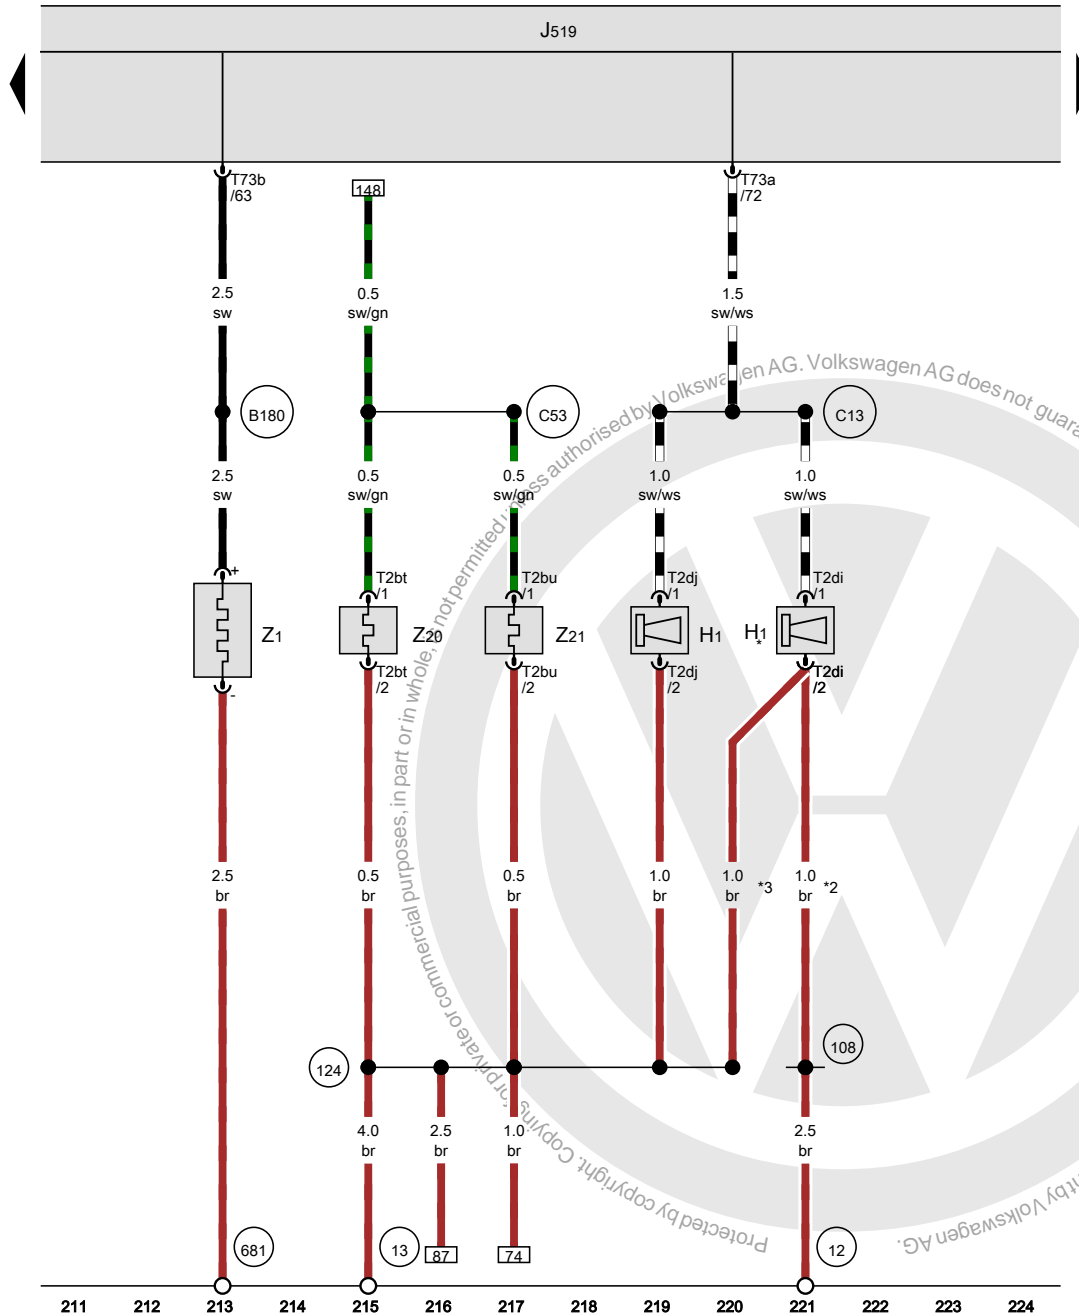 J519
T73b
/63
148
T73a
/72
2.5
sw
0.5
sw/gn
1.5
sw/ws
B180
C53
C13
2.5
sw
0.5
sw/gn
0.5
sw/gn
1.0
sw/ws
1.0
sw/ws
+
T2bt
/1
T2bu
/1
T2dj
/1
T2di
/1
Z1
Z20
Z21
H1
H1
*
-
T2bt
/2
T2bu
/2
T2dj
/2
T2di
/2
2.5
br
0.5
br
0.5
br
1.0
br
1.0
br
*3
1.0
br
*2
124
108
4.0
br
2.5
br
1.0
br
2.5
br
681
13
87
74
12
211 212 213 214 215 216 217 218 219 220 221 222 223 224
Protected by copyright. Copying for private or commercial purposes, in part or in whole, is not permitted unless authorised by Volkswagen AG. Volkswagen AG does not
by Volkswagen AG.